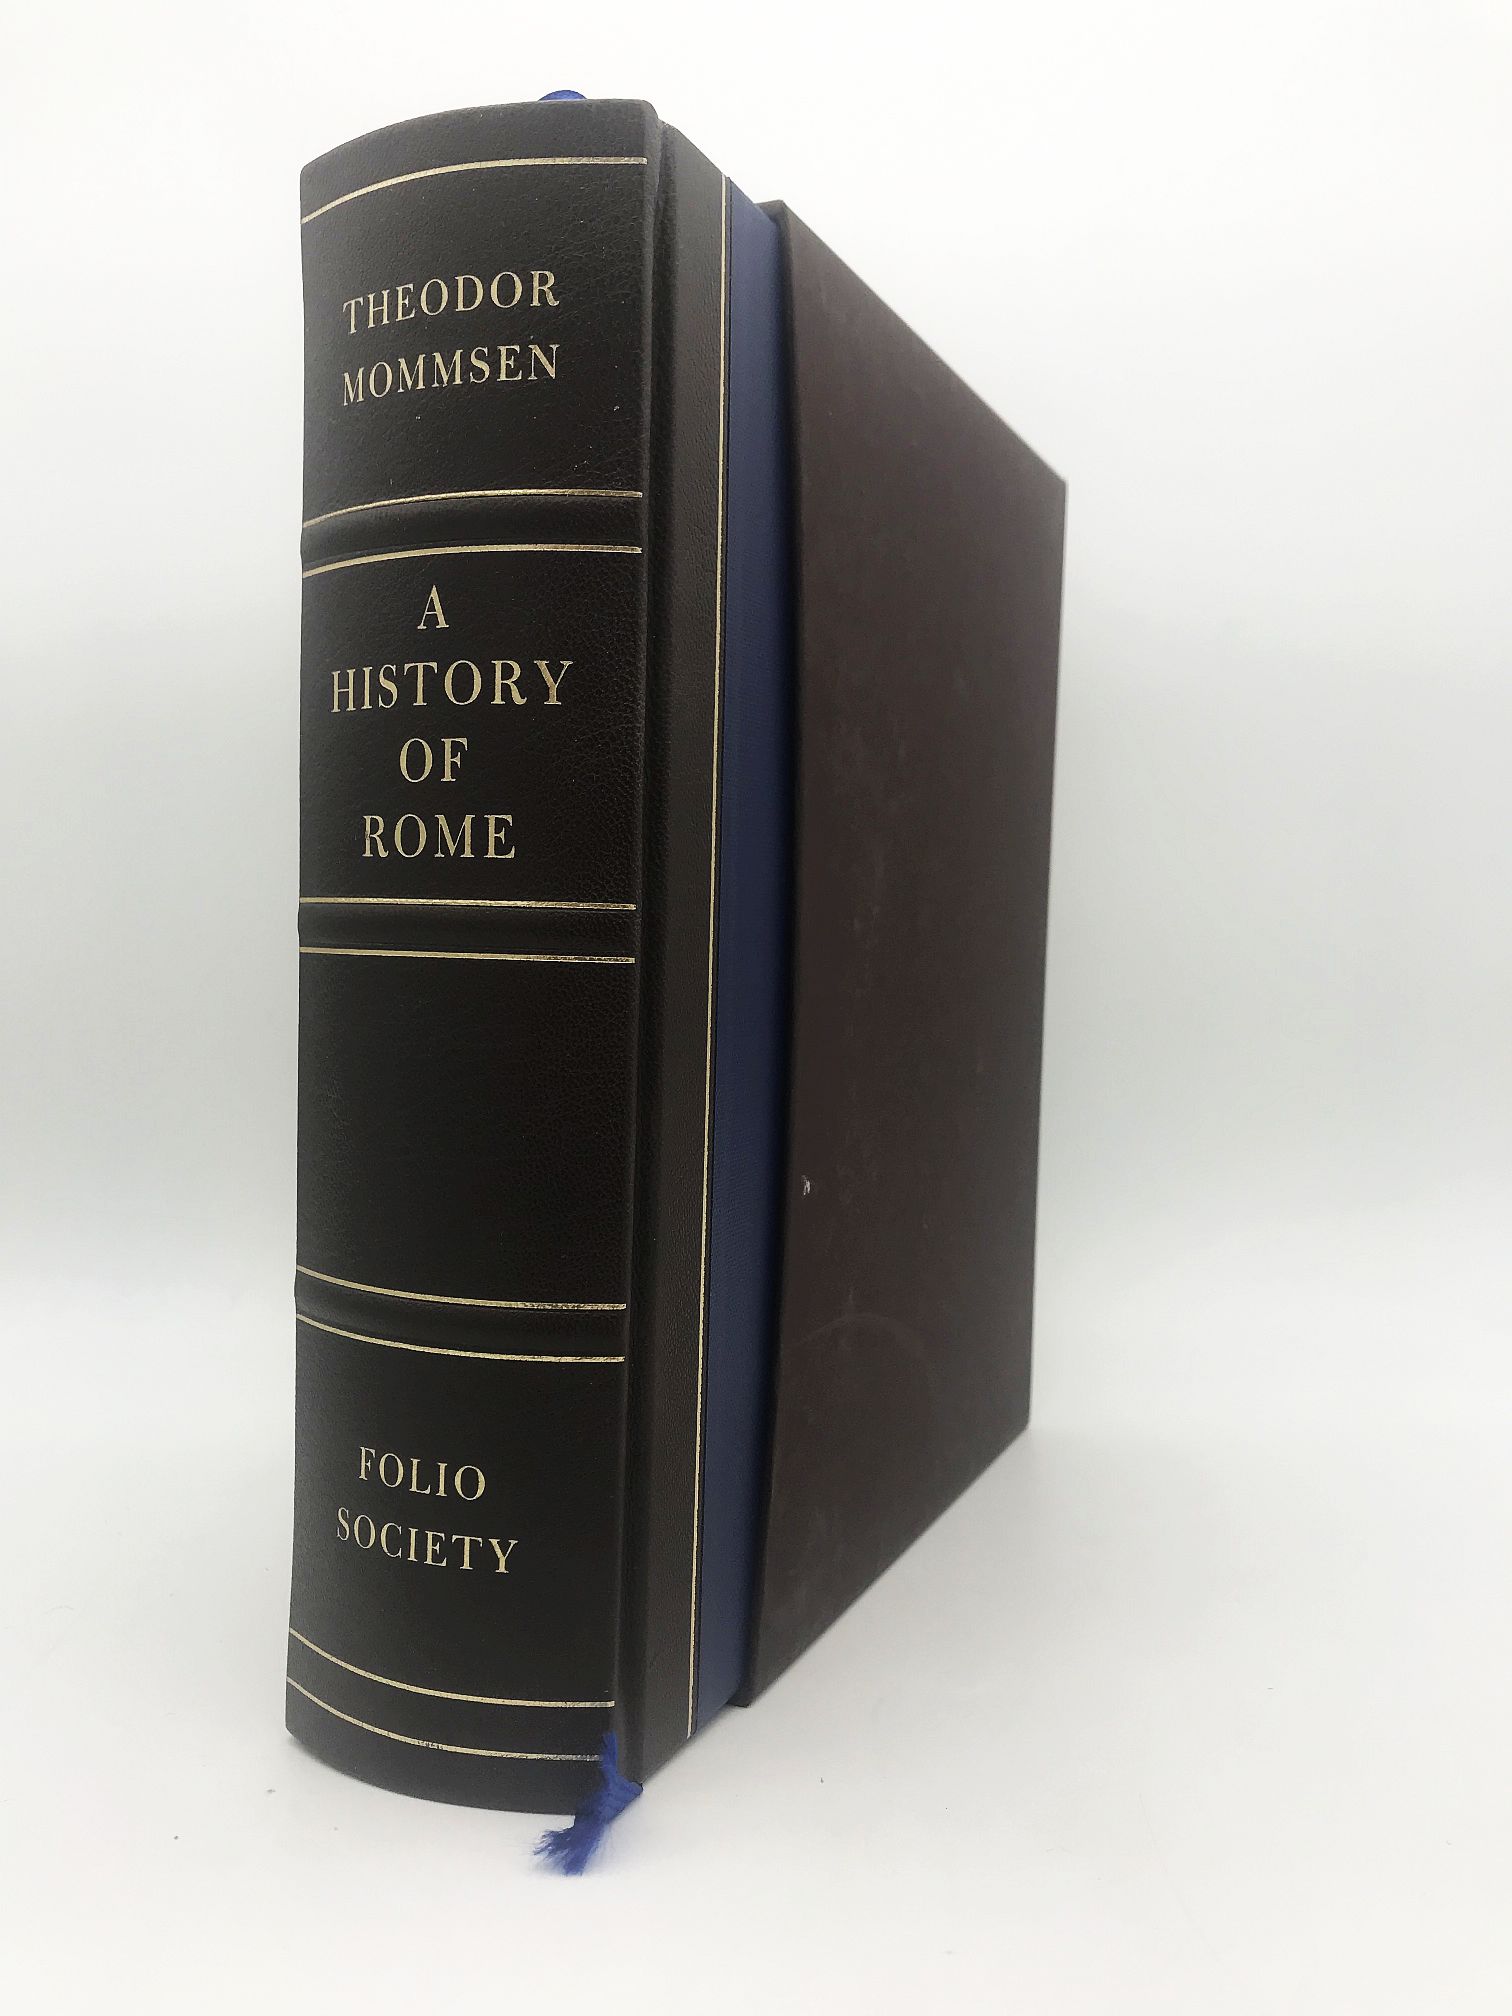 THEODOR
MOMMSEN
A
HISTORY
OF
ROME
FOLIO
SOCIETY